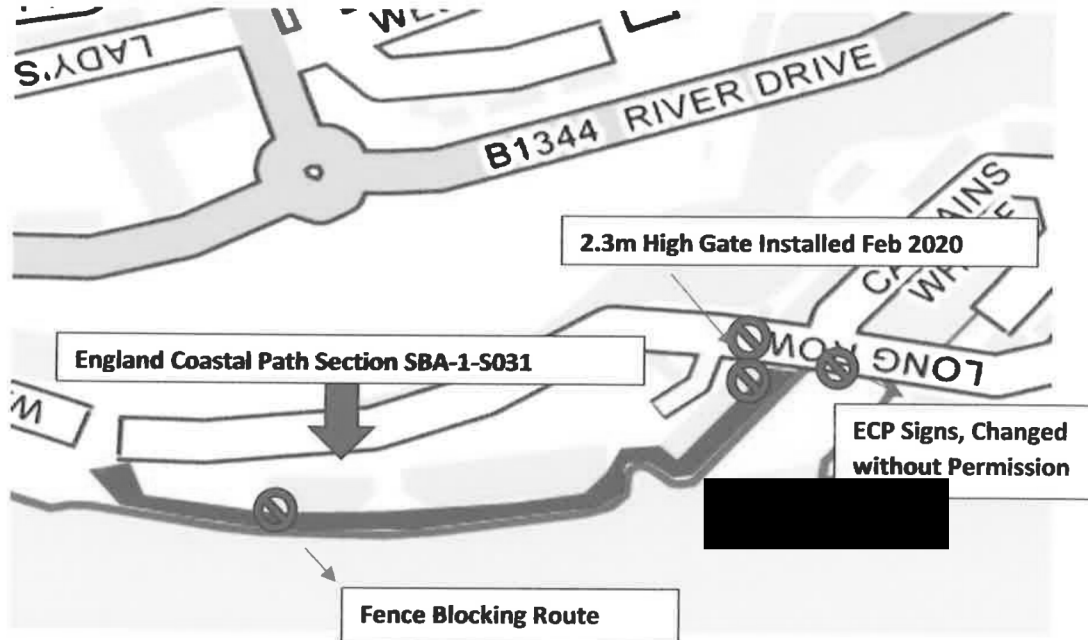 LADY'S
B1344 RIVER DRIVE
2.3m High Gate Installed Feb 2020
England Coastal Path Section SBA-1-S031
LONG ROW
ECP Signs, Changed
without Permission
Fence Blocking Route